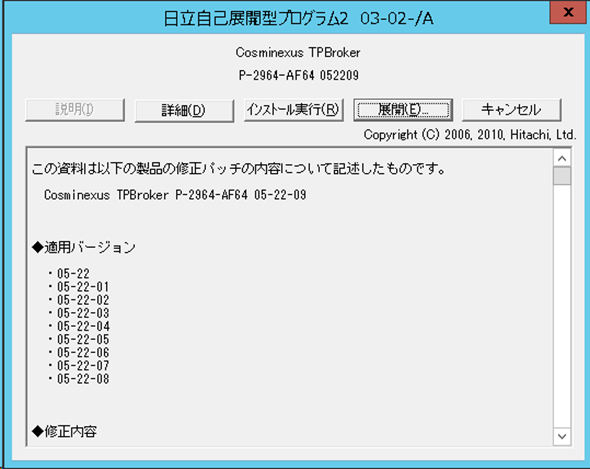 日立自己展開型プログラム2 03-02-/A
x
Cosminexus TPBroker
P-2964-AF64 052209
説明(I) 詳細(D) インストール実行(R) 展開(E)... キャンセル
Copyright (C) 2006, 2010, Hitachi, Ltd.
この資料は以下の製品の修正パッチの内容について記述したものです。
Cosminexus TPBroker P-2964-AF64 05-22-09
◆適用バージョン
・05-22
・05-22-01
・05-22-02
・05-22-03
・05-22-04
・05-22-05
・05-22-06
・05-22-07
・05-22-08
◆修正内容